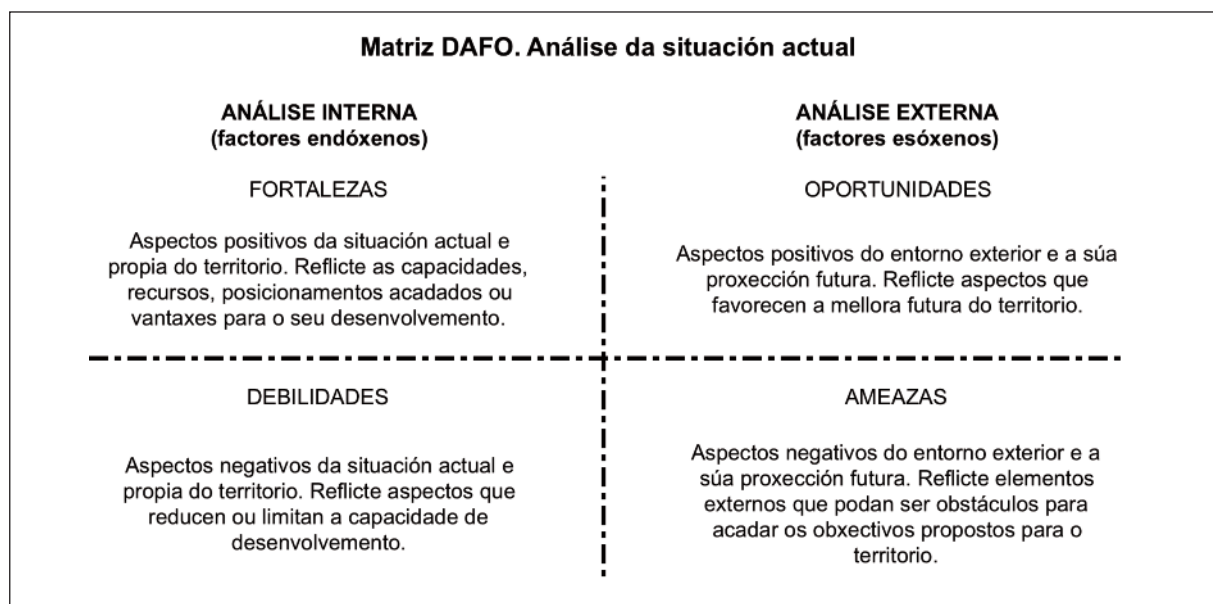 Matriz DAFO. Análise da situación actual
ANÁLISE INTERNA
(factores endóxenos)
FORTALEZAS
Aspectos positivos da situación actual e
propia do territorio. Reflicte as capacidades,
recursos, posicionamentos acadados ou
vantaxes para o seu desenvolvemento.
ANÁLISE EXTERNA
(factores esóxenos)
OPORTUNIDADES
Aspectos positivos do entorno exterior e a súa
proxección futura. Reflicte aspectos que
favorecen a mellora futura do territorio.
DEBILIDADES
Aspectos negativos da situación actual e
propia do territorio. Reflicte aspectos que
reducen ou limitan a capacidade de
desenvolvemento.
AMEAZAS
Aspectos negativos do entorno exterior e a
súa proxección futura. Reflicte elementos
externos que podan ser obstáculos para
acadar os obxectivos propostos para o
territorio.